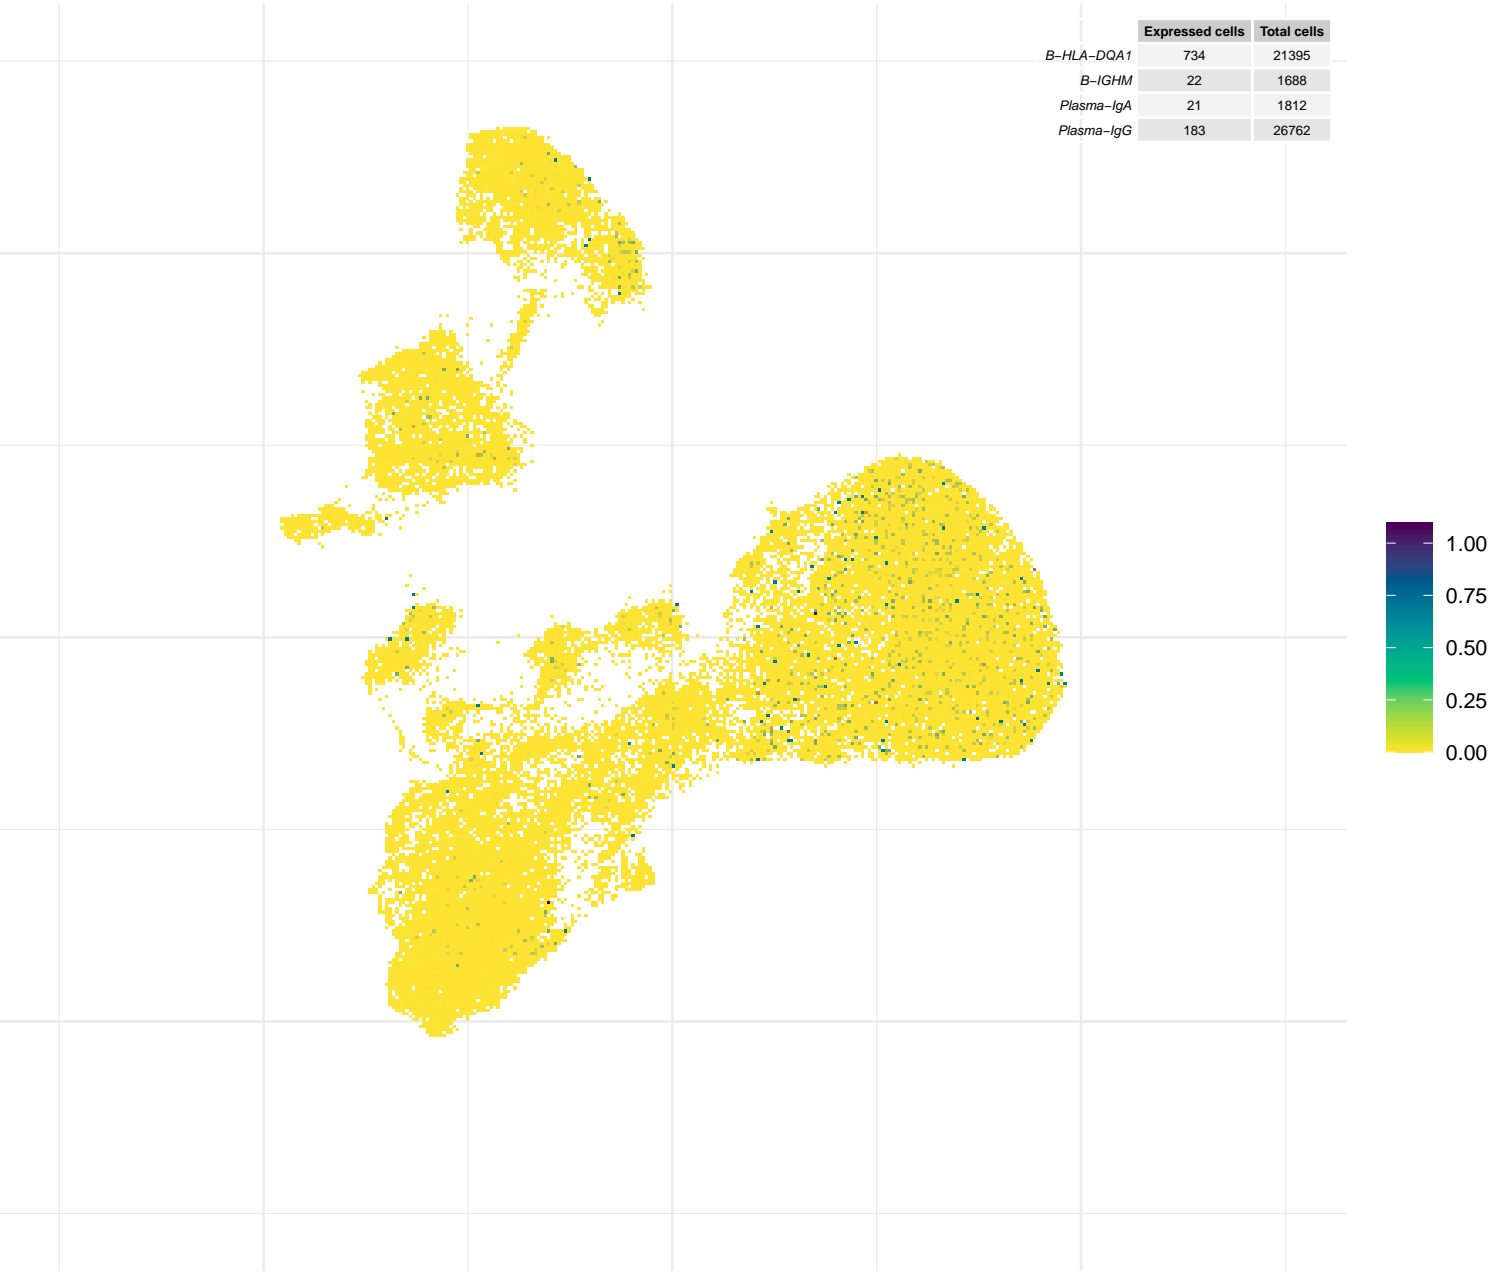 Expressed cells Total cells
B−HLA−DQA1 734 21395
B−IGHM 22 1688
Plasma−IgA 21 1812
Plasma−IgG 183 26762
1.00
0.75
0.50
0.25
0.00